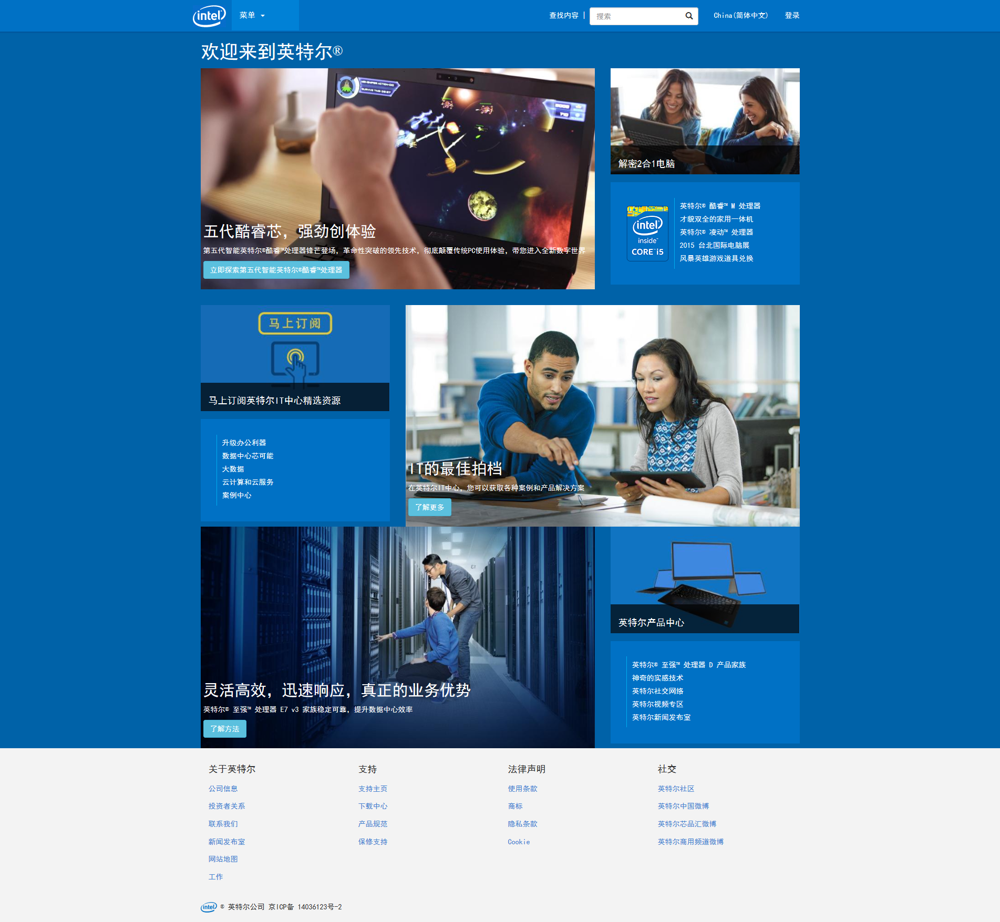 intel 菜单 查找内容 | 搜索 China(简体中文) 登录
欢迎来到英特尔®
五代酷睿芯，强劲创体验
第五代智能英特尔®酷睿™处理器锋芒登场，革命性突破的领先技术，彻底颠覆传统PC使用体验，带您进入全新数字世界
立即探索第五代智能英特尔®酷睿™处理器
解密2合1电脑
intel
inside™
CORE™ i5
英特尔® 酷睿™ M 处理器
才貌双全的家用一体机
英特尔® 凌动™ 处理器
2015 台北国际电脑展
风暴英雄游戏道具兑换
马上订阅
马上订阅英特尔IT中心精选资源
升级办公利器
数据中心芯可能
大数据
云计算和云服务
案例中心
IT的最佳拍档
在英特尔IT中心，您可以获取各种案例和产品解决方案
了解更多
灵活高效，迅速响应，真正的业务优势
英特尔® 至强™ 处理器 E7 v3 家族稳定可靠，提升数据中心效率
了解方法
英特尔产品中心
英特尔® 至强™ 处理器 D 产品家族
神奇的实感技术
英特尔社交网络
英特尔视频专区
英特尔新闻发布室
关于英特尔
公司信息
投资者关系
联系我们
新闻发布室
网站地图
工作
支持
支持主页
下载中心
产品规范
保修支持
法律声明
使用条款
商标
隐私条款
Cookie
社交
英特尔社区
英特尔中国微博
英特尔芯品汇微博
英特尔商用频道微博
intel © 英特尔公司 京ICP备 14036123号-2